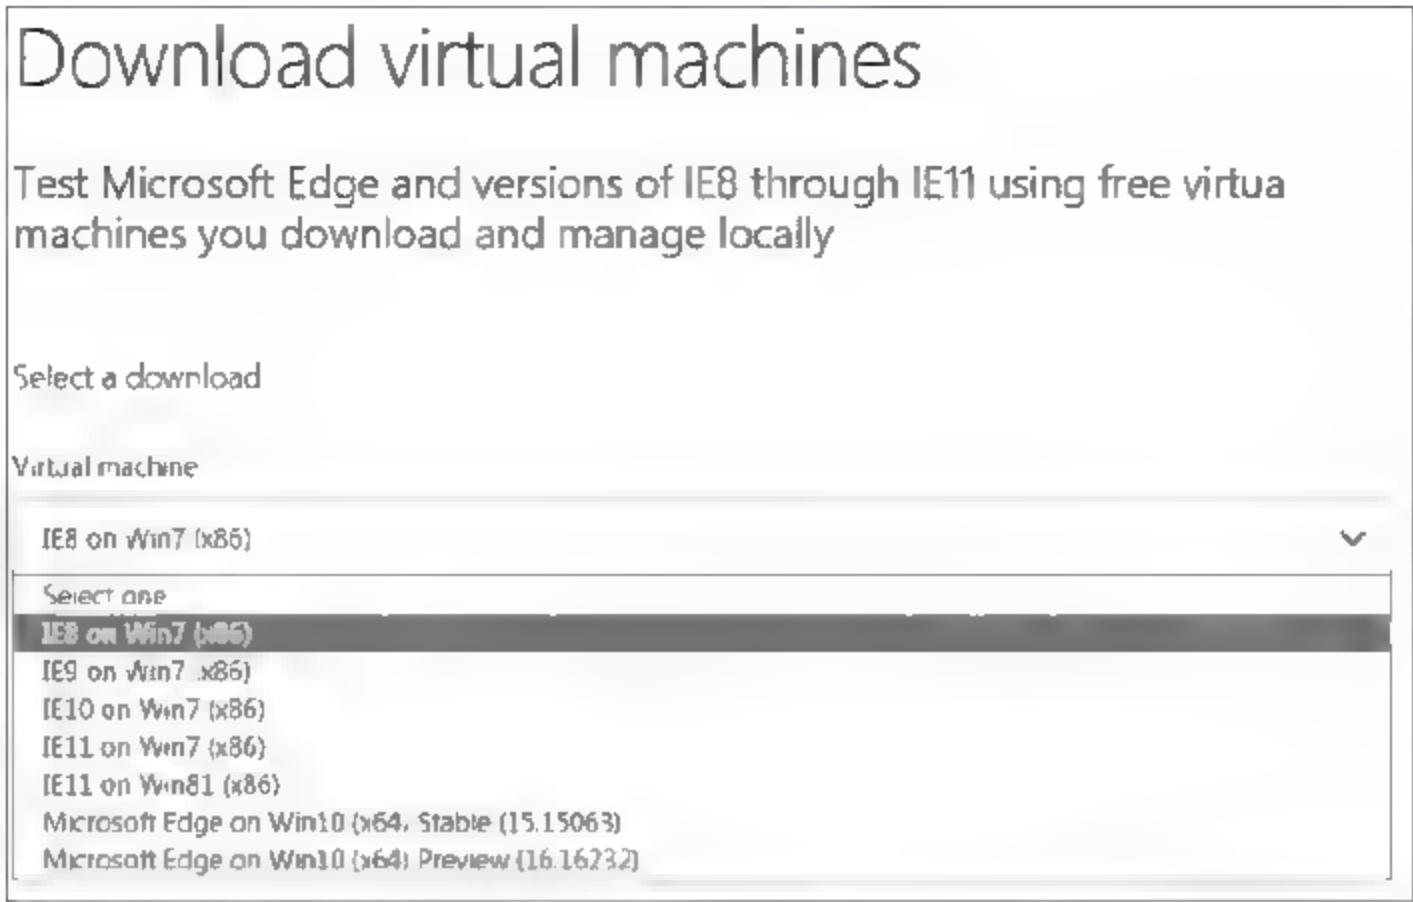 Download virtual machines
Test Microsoft Edge and versions of IE8 through IE11 using free virtua
machines you download and manage locally
Select a download
Virtual machine
IE8 on Win7 (x86)
Select one
IE8 on Win7 (x86)
IE9 on Win7 (x86)
IE10 on Win7 (x86)
IE11 on Win7 (x86)
IE11 on Win81 (x86)
Microsoft Edge on Win10 (x64) Stable (15.15063)
Microsoft Edge on Win10 (x64) Preview (16.16232)